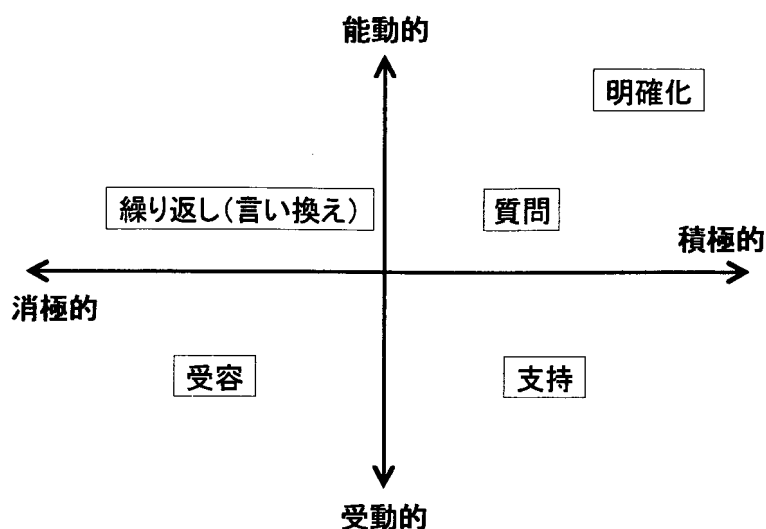 能動的
明確化
繰り返し(言い換え)
質問
積極的
消極的
受容
支持
受動的